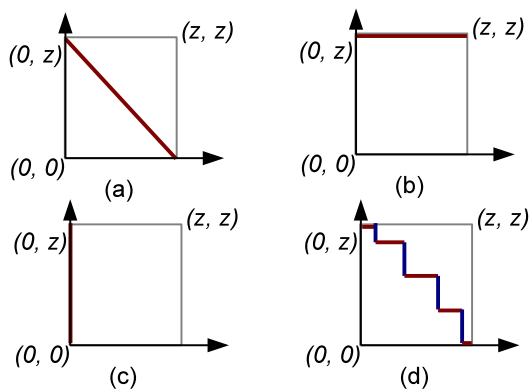 (z, z)
(0, z)
(0, 0)
(a)
(z, z)
(0, z)
(0, 0)
(b)
(z, z)
(0, z)
(0, 0)
(c)
(z, z)
(0, z)
(0, 0)
(d)